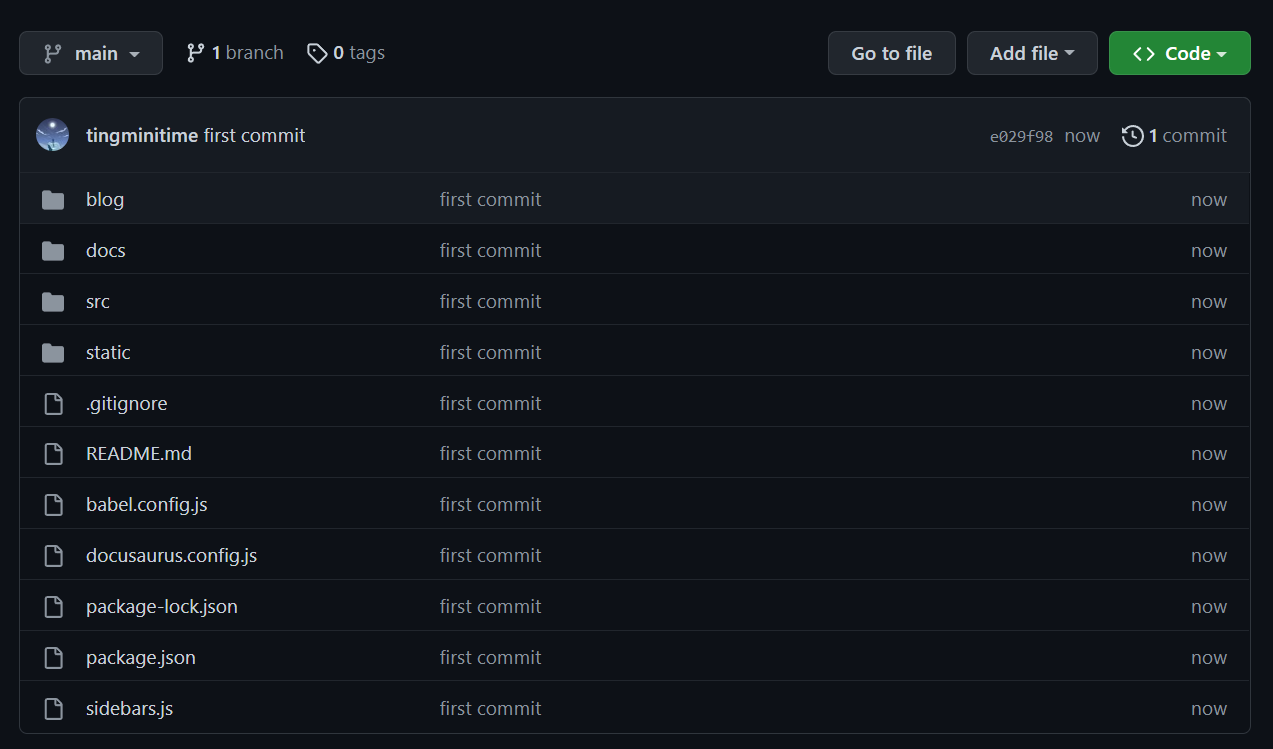 main 1 branch 0 tags Go to file Add file Code
tingminitime first commit e029f98 now 1 commit
blog first commit now
docs first commit now
src first commit now
static first commit now
.gitignore first commit now
README.md first commit now
babel.config.js first commit now
docusaurus.config.js first commit now
package-lock.json first commit now
package.json first commit now
sidebars.js first commit now